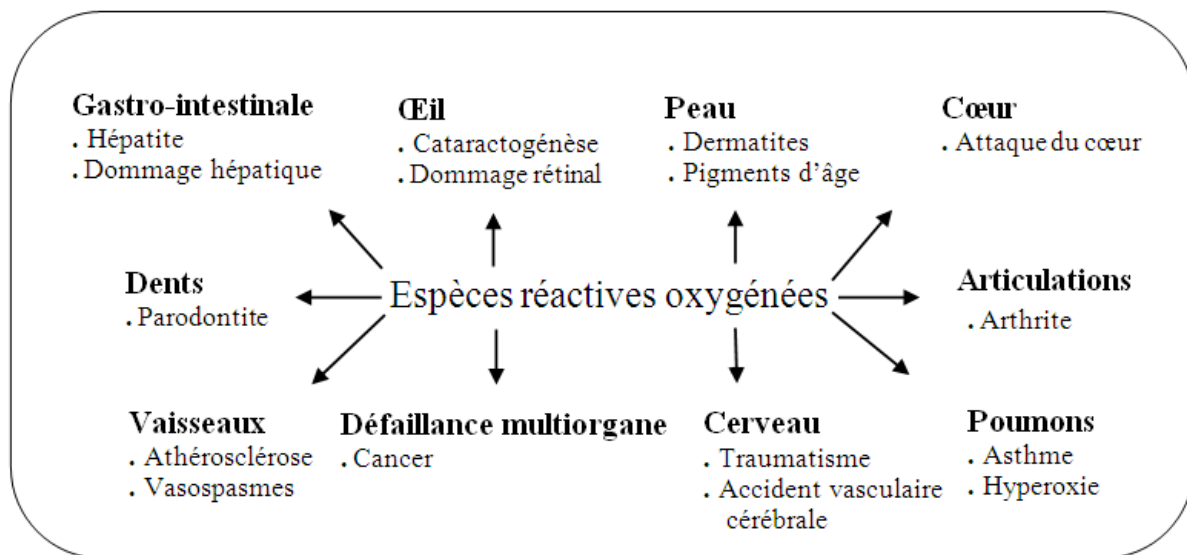 Gastro-intestinale
. Hépatite
. Dommage hépatique
Œil
. Cataractogénèse
. Dommage rétinal
Peau
. Dermatites
. Pigments d’âge
Cœur
. Attaque du cœur
Dents
. Parodontite
Espèces réactives oxygénées
Articulations
. Arthrite
Vaisseaux
. Athérosclérose
. Vasospasmes
Défaillance multiorgane
. Cancer
Cerveau
. Traumatisme
. Accident vasculaire
cérébrale
Poumons
. Asthme
. Hyperoxie